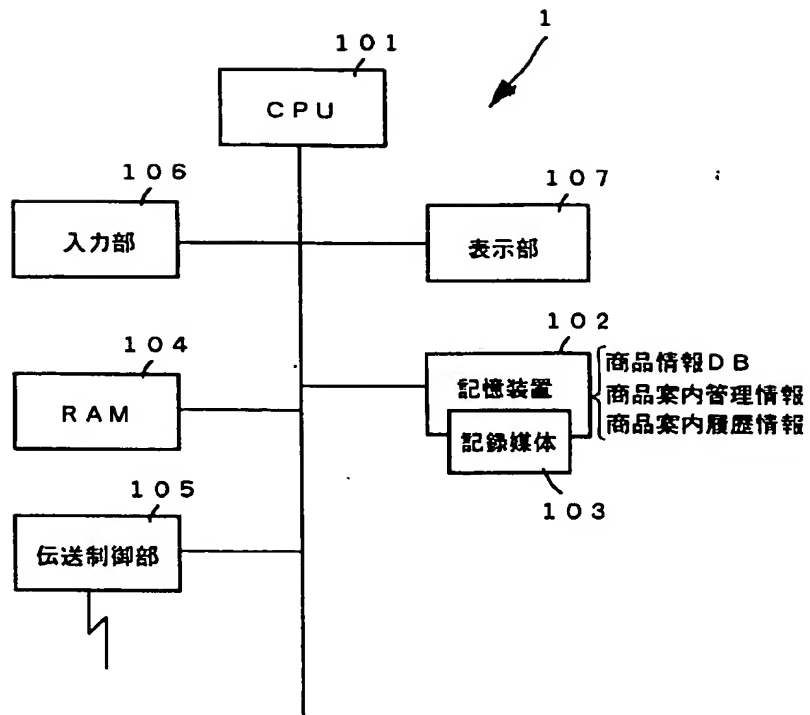 1
101
CPU
106
入力部
107
表示部
104
RAM
102
記憶装置
記録媒体
103
商品情報DB
商品案内管理情報
商品案内履歴情報
105
伝送制御部